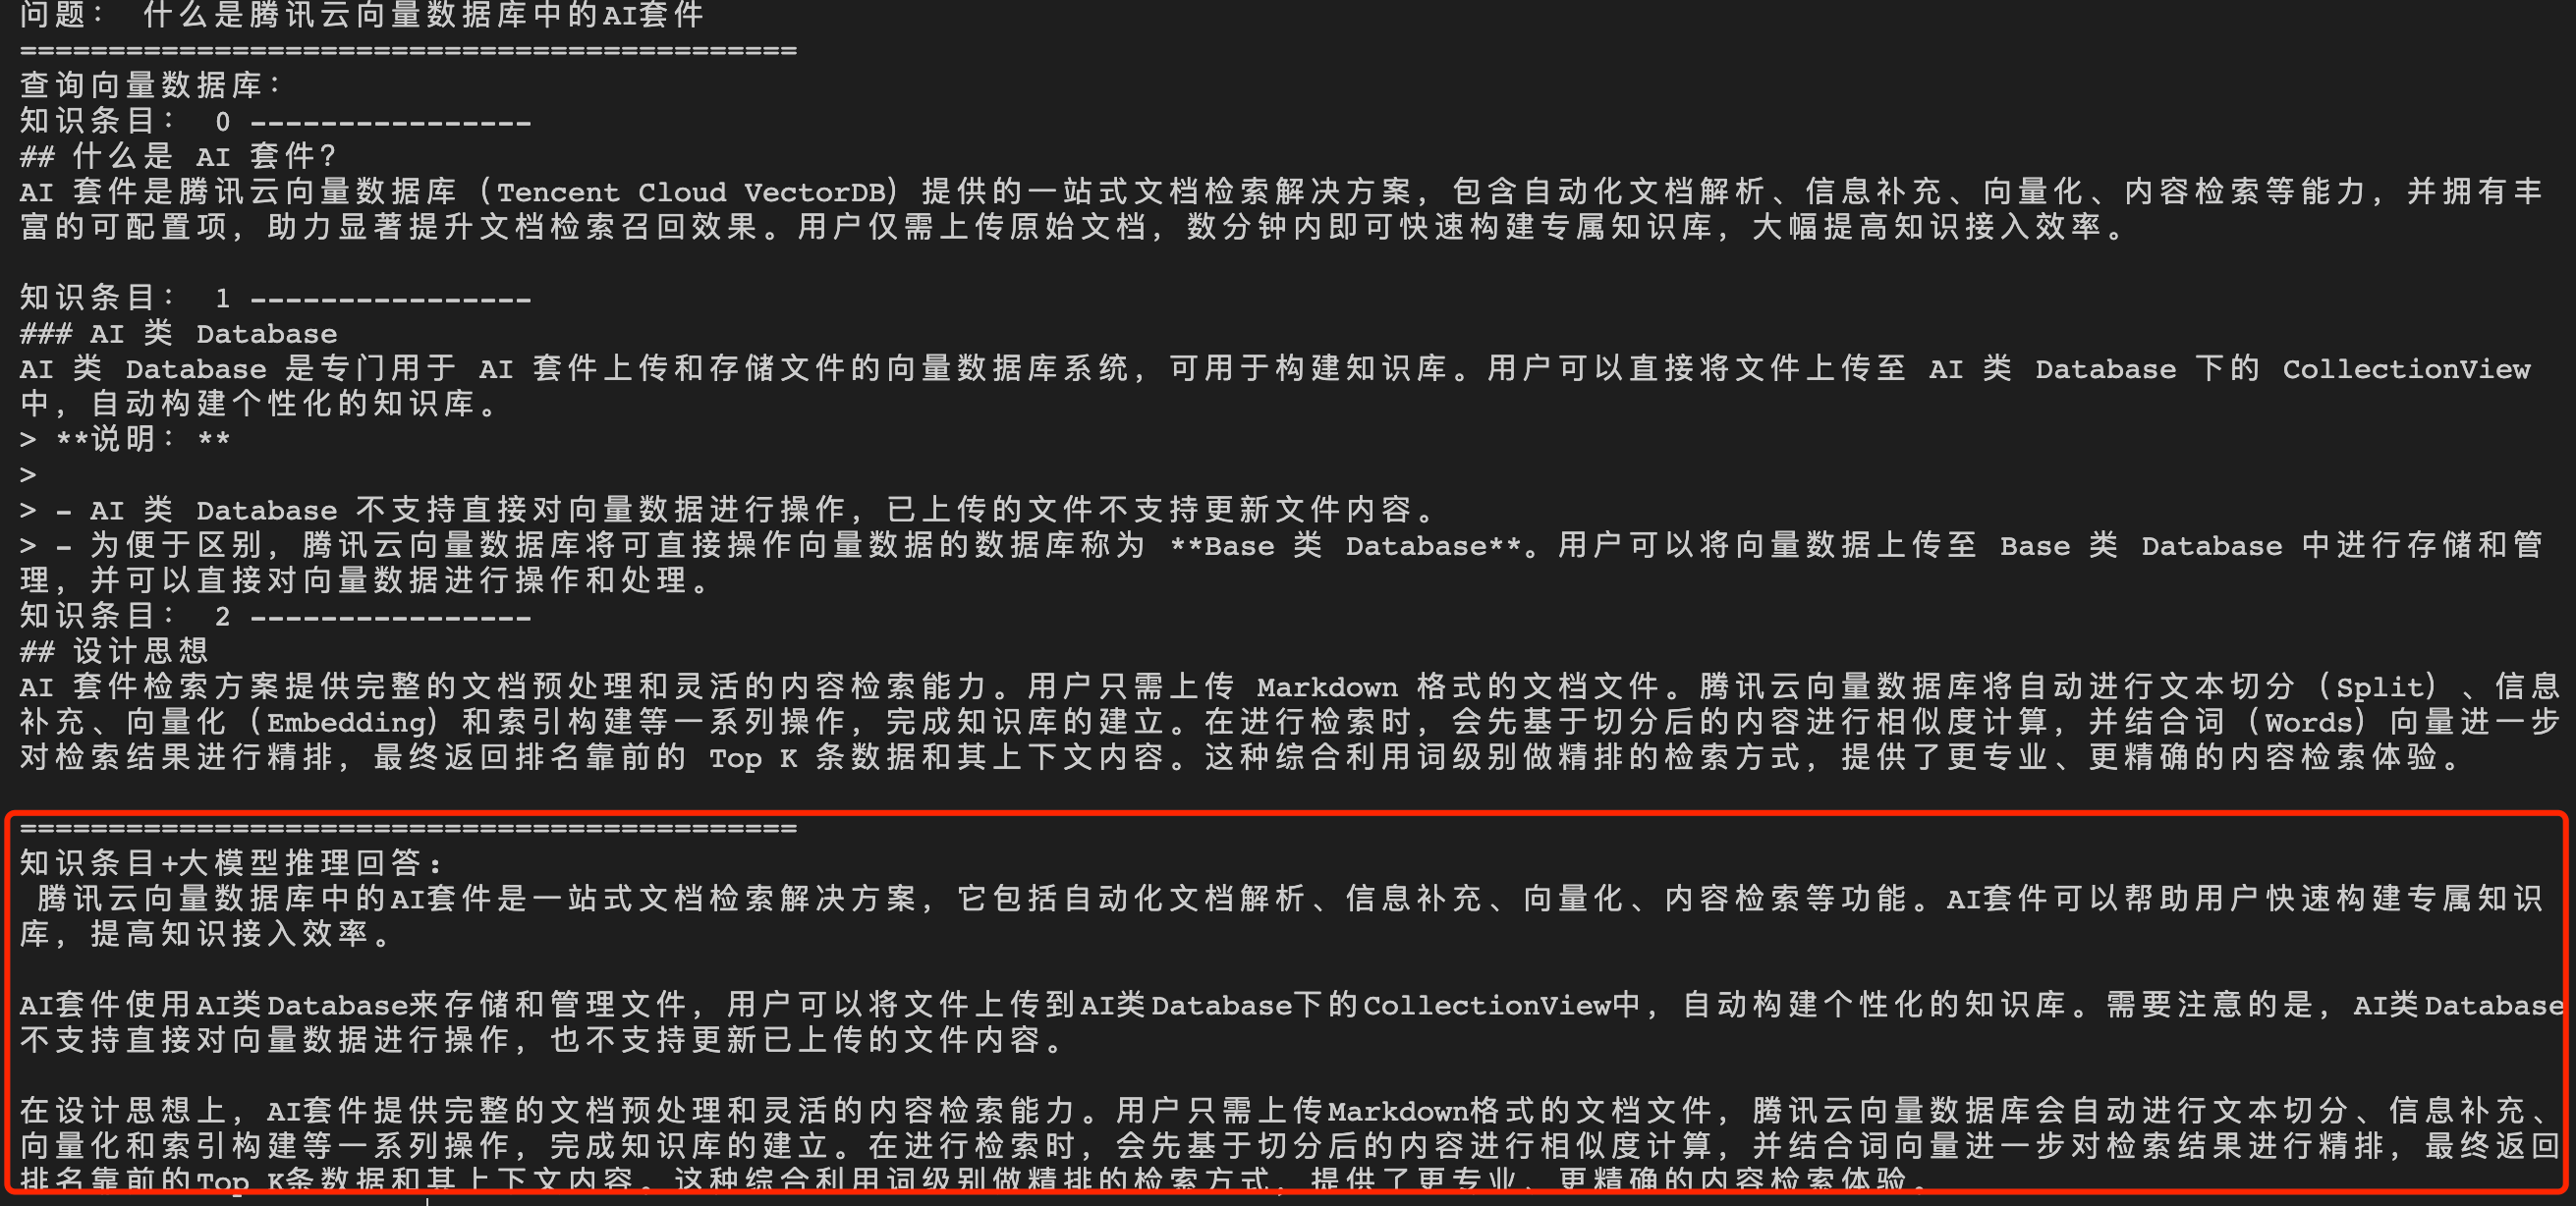 问题： 什么是腾讯云向量数据库中的AI套件
============================================
查询向量数据库：
知识条目： 0 ----------------
## 什么是 AI 套件？
AI 套件是腾讯云向量数据库（Tencent Cloud VectorDB）提供的一站式文档检索解决方案，包含自动化文档解析、信息补充、向量化、内容检索等能力，并拥有丰
富的可配置项，助力显著提升文档检索召回效果。用户仅需上传原始文档，数分钟内即可快速构建专属知识库，大幅提高知识接入效率。
知识条目： 1 ----------------
### AI 类 Database
AI 类 Database 是专门用于 AI 套件上传和存储文件的向量数据库系统，可用于构建知识库。用户可以直接将文件上传至 AI 类 Database 下的 CollectionView
中，自动构建个性化的知识库。
> **说明：**
>
> - AI 类 Database 不支持直接对向量数据进行操作，已上传的文件不支持更新文件内容。
> - 为便于区别，腾讯云向量数据库将可直接操作向量数据的数据库称为 **Base 类 Database**。用户可以将向量数据上传至 Base 类 Database 中进行存储和管
理，并可以直接对向量数据进行操作和处理。
知识条目： 2 ----------------
## 设计思想
AI 套件检索方案提供完整的文档预处理和灵活的内容检索能力。用户只需上传 Markdown 格式的文档文件。腾讯云向量数据库将自动进行文本切分（Split）、信息
补充、向量化（Embedding）和索引构建等一系列操作，完成知识库的建立。在进行检索时，会先基于切分后的内容进行相似度计算，并结合词（Words）向量进一步
对检索结果进行精排，最终返回排名靠前的 Top K 条数据和其上下文内容。这种综合利用词级别做精排的检索方式，提供了更专业、更精确的内容检索体验。
============================================
知识条目+大模型推理回答：
腾讯云向量数据库中的AI套件是一站式文档检索解决方案，它包括自动化文档解析、信息补充、向量化、内容检索等功能。AI套件可以帮助用户快速构建专属知识
库，提高知识接入效率。
AI套件使用AI类Database来存储和管理文件，用户可以将文件上传到AI类Database下的CollectionView中，自动构建个性化的知识库。需要注意的是，AI类Database
不支持直接对向量数据进行操作，也不支持更新已上传的文件内容。
在设计思想上，AI套件提供完整的文档预处理和灵活的内容检索能力。用户只需上传Markdown格式的文档文件，腾讯云向量数据库会自动进行文本切分、信息补充、
向量化和索引构建等一系列操作，完成知识库的建立。在进行检索时，会先基于切分后的内容进行相似度计算，并结合词向量进一步对检索结果进行精排，最终返回
排名靠前的Top K条数据和其上下文内容。这种综合利用词级别做精排的检索方式，提供了更专业、更精确的内容检索体验。